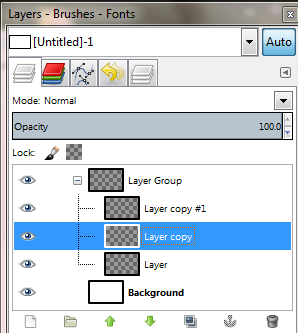 Layers - Brushes - Fonts
[Untitled]-1
Auto
Mode: Normal
Opacity 100.0
Lock:
Layer Group
Layer copy #1
Layer copy
Layer
Background